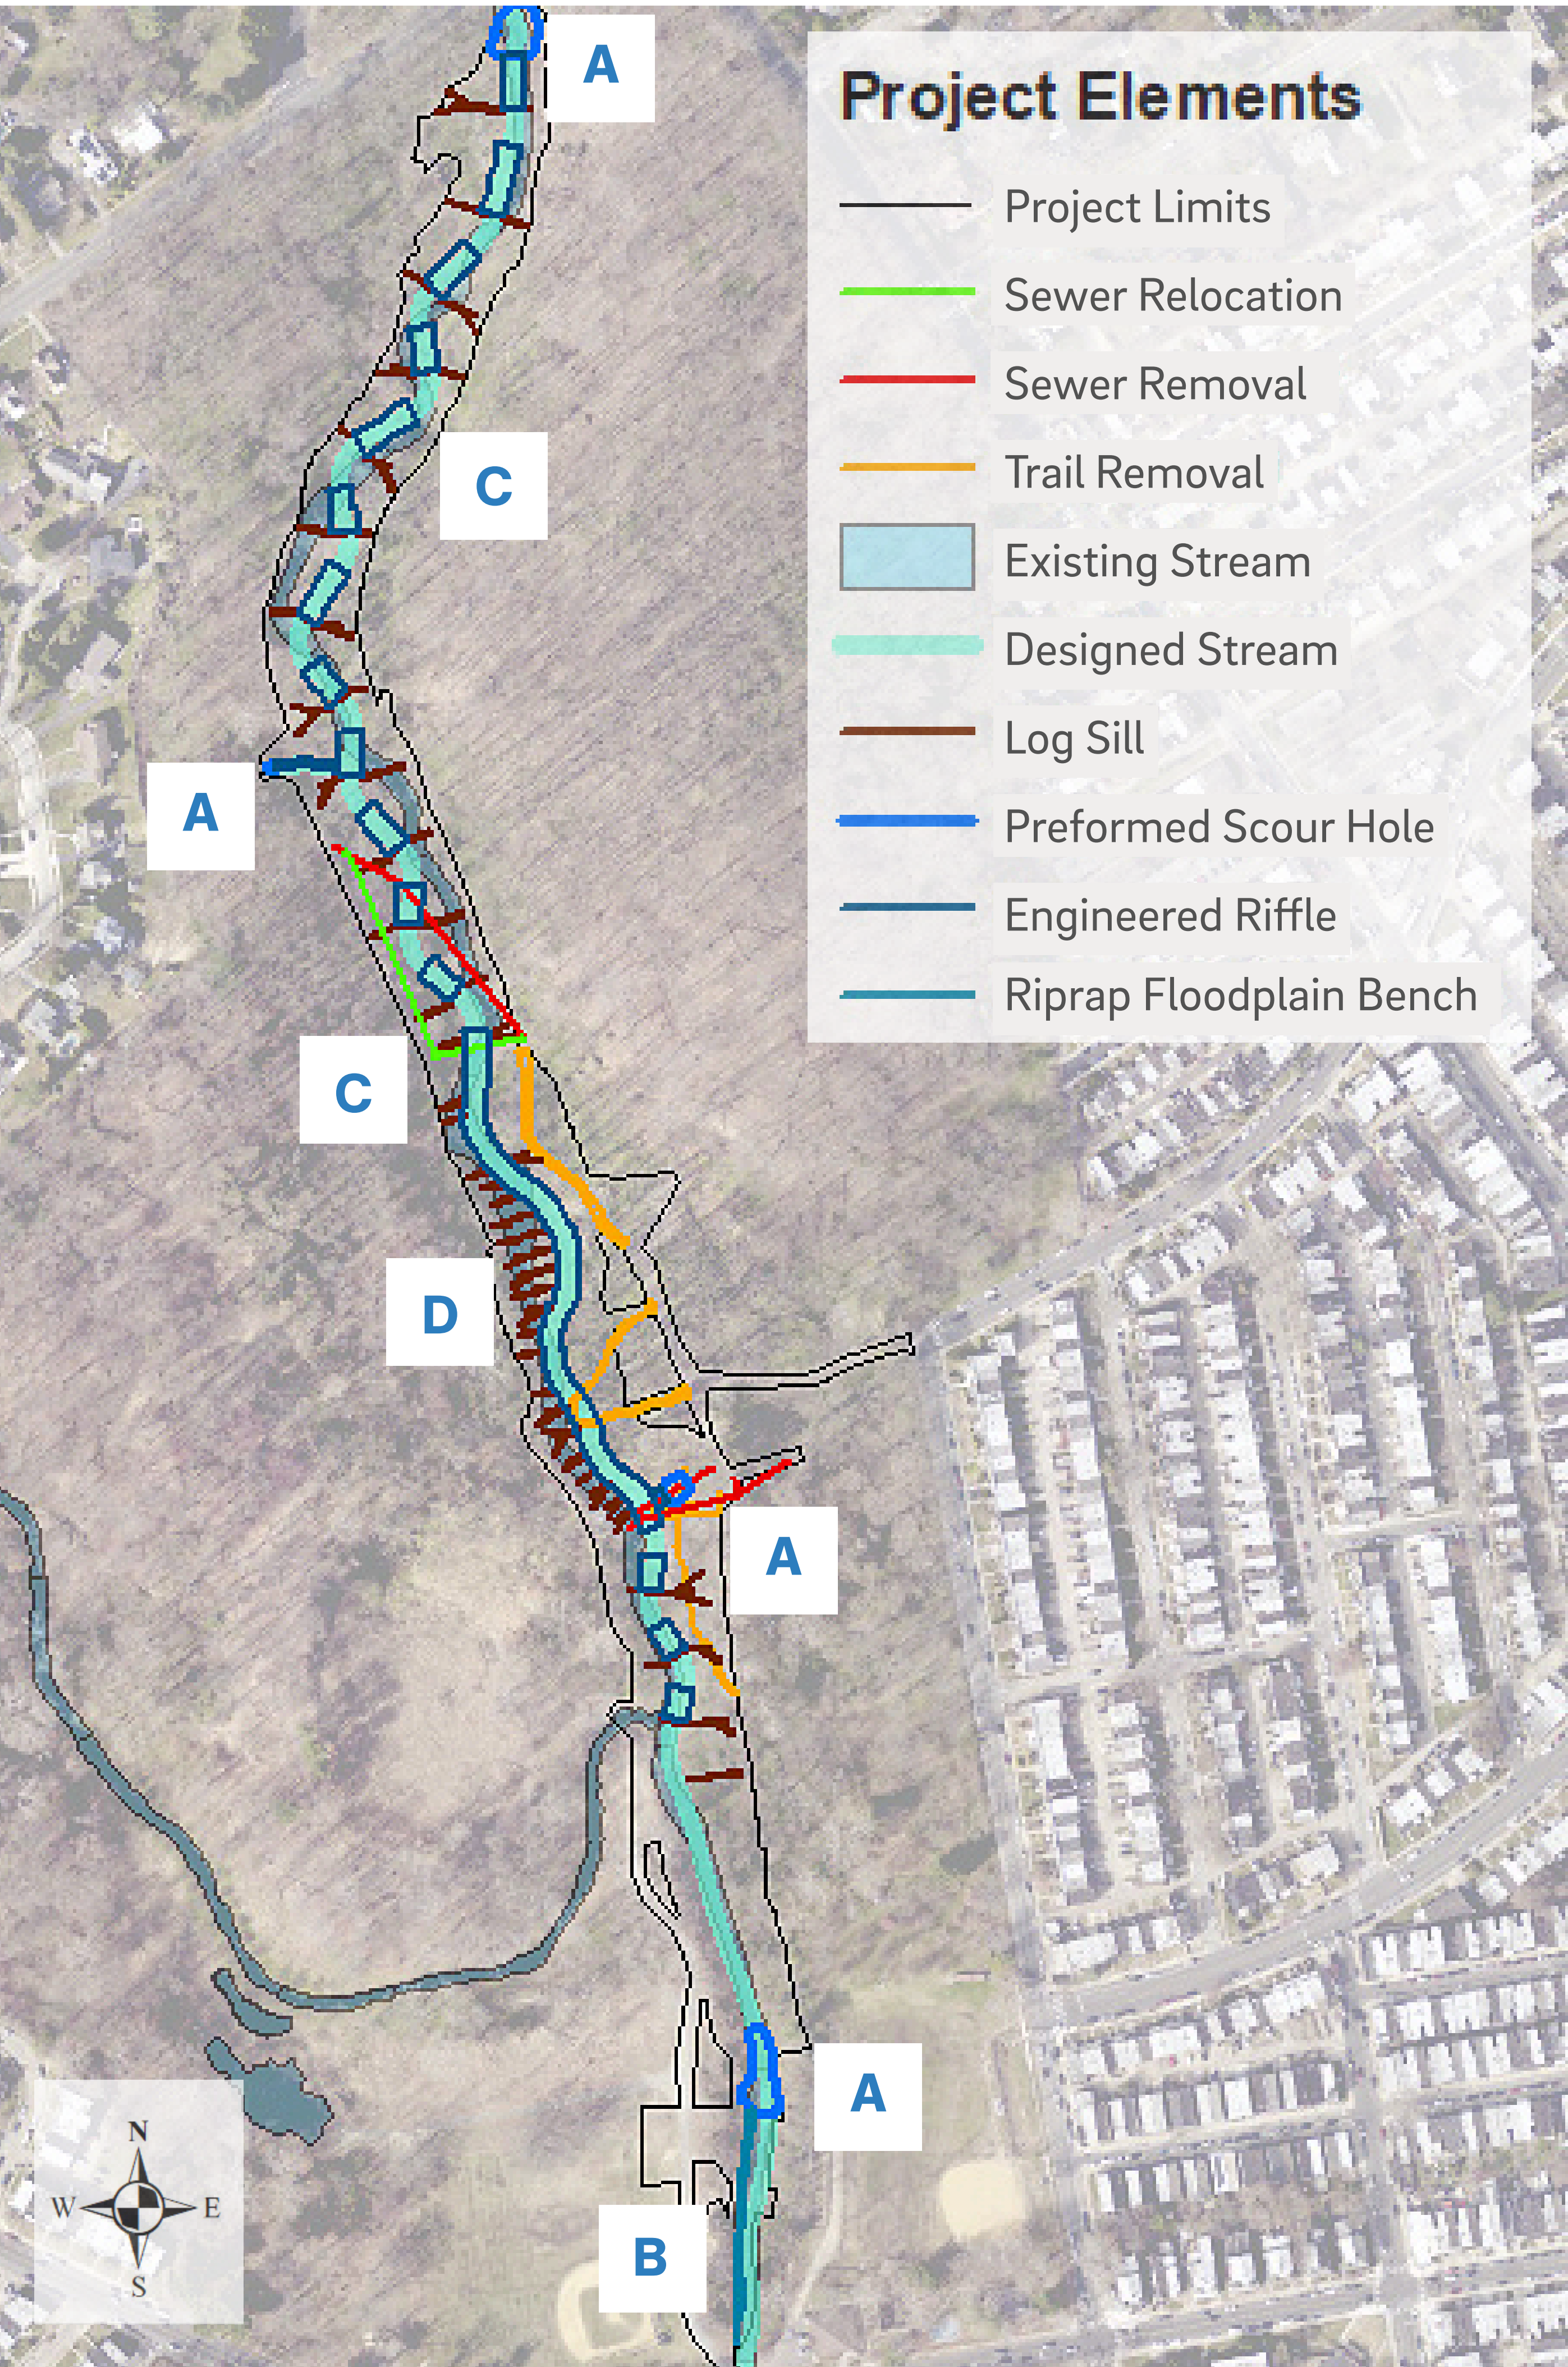 A
Project Elements
Project Limits
Sewer Relocation
Sewer Removal
Trail Removal
Existing Stream
Designed Stream
Log Sill
Preformed Scour Hole
Engineered Riffle
Riprap Floodplain Bench
C
A
C
D
A
A
B
N
W E
S